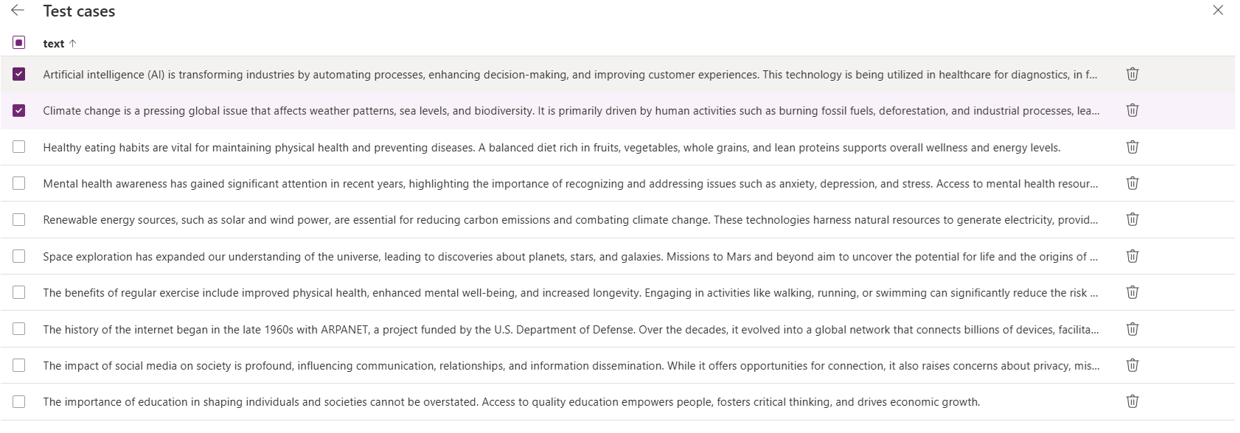 Test cases
text ↑
Artificial intelligence (AI) is transforming industries by automating processes, enhancing decision-making, and improving customer experiences. This technology is being utilized in healthcare for diagnostics, in f...
Climate change is a pressing global issue that affects weather patterns, sea levels, and biodiversity. It is primarily driven by human activities such as burning fossil fuels, deforestation, and industrial processes, lea...
Healthy eating habits are vital for maintaining physical health and preventing diseases. A balanced diet rich in fruits, vegetables, whole grains, and lean proteins supports overall wellness and energy levels.
Mental health awareness has gained significant attention in recent years, highlighting the importance of recognizing and addressing issues such as anxiety, depression, and stress. Access to mental health resour...
Renewable energy sources, such as solar and wind power, are essential for reducing carbon emissions and combating climate change. These technologies harness natural resources to generate electricity, provid...
Space exploration has expanded our understanding of the universe, leading to discoveries about planets, stars, and galaxies. Missions to Mars and beyond aim to uncover the potential for life and the origins of ...
The benefits of regular exercise include improved physical health, enhanced mental well-being, and increased longevity. Engaging in activities like walking, running, or swimming can significantly reduce the risk ...
The history of the internet began in the late 1960s with ARPANET, a project funded by the U.S. Department of Defense. Over the decades, it evolved into a global network that connects billions of devices, facilita...
The impact of social media on society is profound, influencing communication, relationships, and information dissemination. While it offers opportunities for connection, it also raises concerns about privacy, mis...
The importance of education in shaping individuals and societies cannot be overstated. Access to quality education empowers people, fosters critical thinking, and drives economic growth.